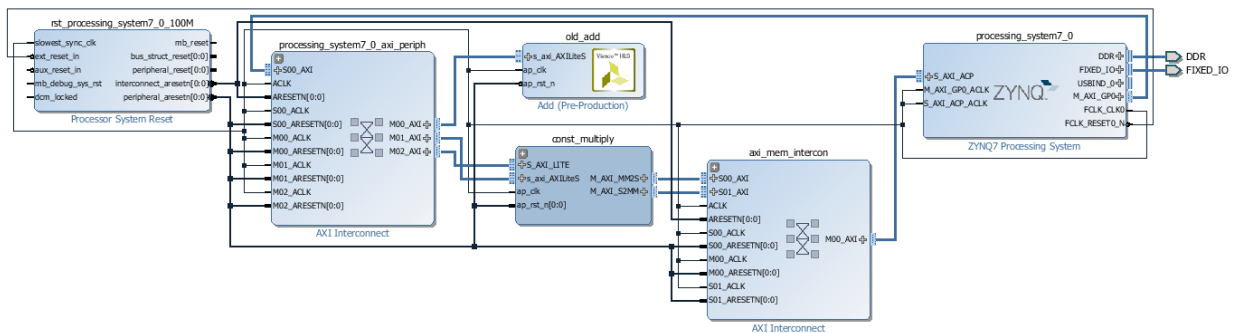 rst_processing_system7_0_100M
slowest_sync_clk
ext_reset_in
aux_reset_in
mb_debug_sys_rst
dcm_locked
mb_reset
bus_struct_reset[0:0]
peripheral_reset[0:0]
interconnect_aresetn[0:0]
peripheral_aresetn[0:0]
Processor System Reset
processing_system7_0_axi_periph
S00_AXI
ACLK
ARESETN[0:0]
S00_ACLK
S00_ARESETN[0:0]
M00_ACLK
M00_ARESETN[0:0]
M01_ACLK
M01_ARESETN[0:0]
M02_ACLK
M02_ARESETN[0:0]
M00_AXI
M01_AXI
M02_AXI
AXI Interconnect
old_add
s_axi_AXILiteS
ap_clk
ap_rst_n
Vivado™ HLS
Add (Pre-Production)
const_multiply
S_AXI_LITE
s_axi_AXILiteS
ap_clk
ap_rst_n[0:0]
M_AXI_MM2S
M_AXI_S2MM
axi_mem_intercon
S00_AXI
S01_AXI
ACLK
ARESETN[0:0]
S00_ACLK
S00_ARESETN[0:0]
M00_ACLK
M00_ARESETN[0:0]
S01_ACLK
S01_ARESETN[0:0]
M00_AXI
AXI Interconnect
processing_system7_0
S_AXI_ACP
M_AXI_GP0_ACLK
S_AXI_ACP_ACLK
ZYNQ
DDR
FIXED_IO
USBIND_0
M_AXI_GP0
FCLK_CLK0
FCLK_RESET0_N
ZYNQ7 Processing System
DDR
FIXED_IO